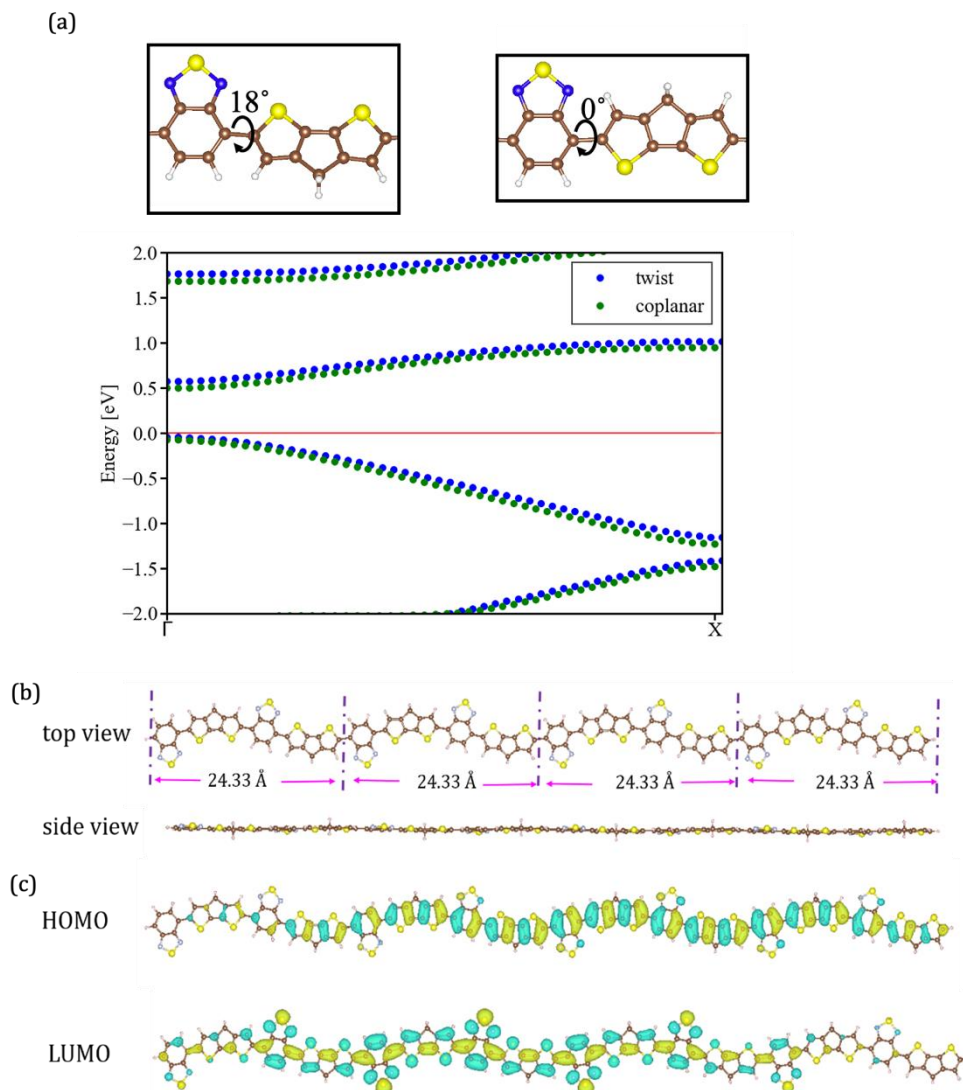 (a)
18°
0°
2.0
1.5
1.0
0.5
0.0
−0.5
−1.0
−1.5
−2.0
Energy [eV]
twist
coplanar
Γ
X
(b)
top view
24.33 Å
24.33 Å
24.33 Å
24.33 Å
side view
(c)
HOMO
LUMO